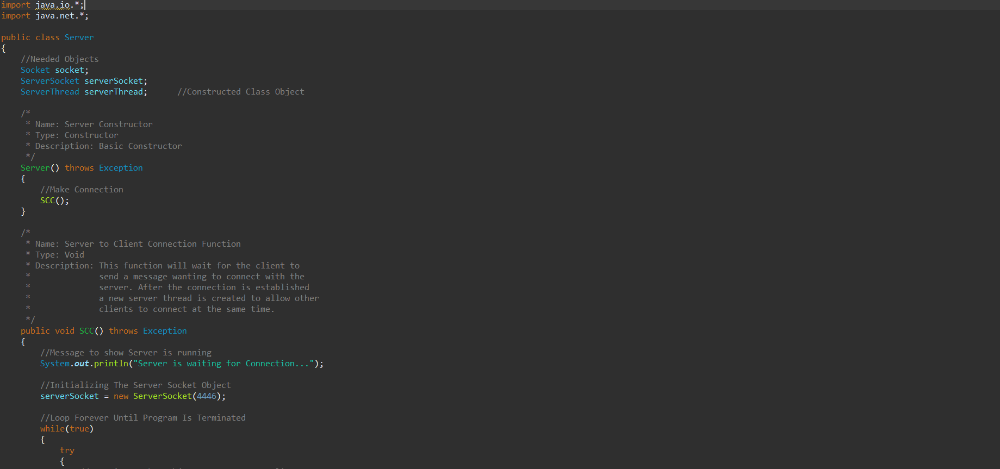 import java.io.*;
import java.net.*;
public class Server
{
//Needed Objects
Socket socket;
ServerSocket serverSocket;
ServerThread serverThread;      //Constructed Class Object
/*
* Name: Server Constructor
* Type: Constructor
* Description: Basic Constructor
*/
Server() throws Exception
{
//Make Connection
SCC();
}
/*
* Name: Server to Client Connection Function
* Type: Void
* Description: This function will wait for the client to
*              send a message wanting to connect with the
*              server. After the connection is established
*              a new server thread is created to allow other
*              clients to connect at the same time.
*/
public void SCC() throws Exception
{
//Message to show Server is running
System.out.println("Server is waiting for Connection...");
//Initializing The Server Socket Object
serverSocket = new ServerSocket(4446);
//Loop Forever Until Program Is Terminated
while(true)
{
try
{